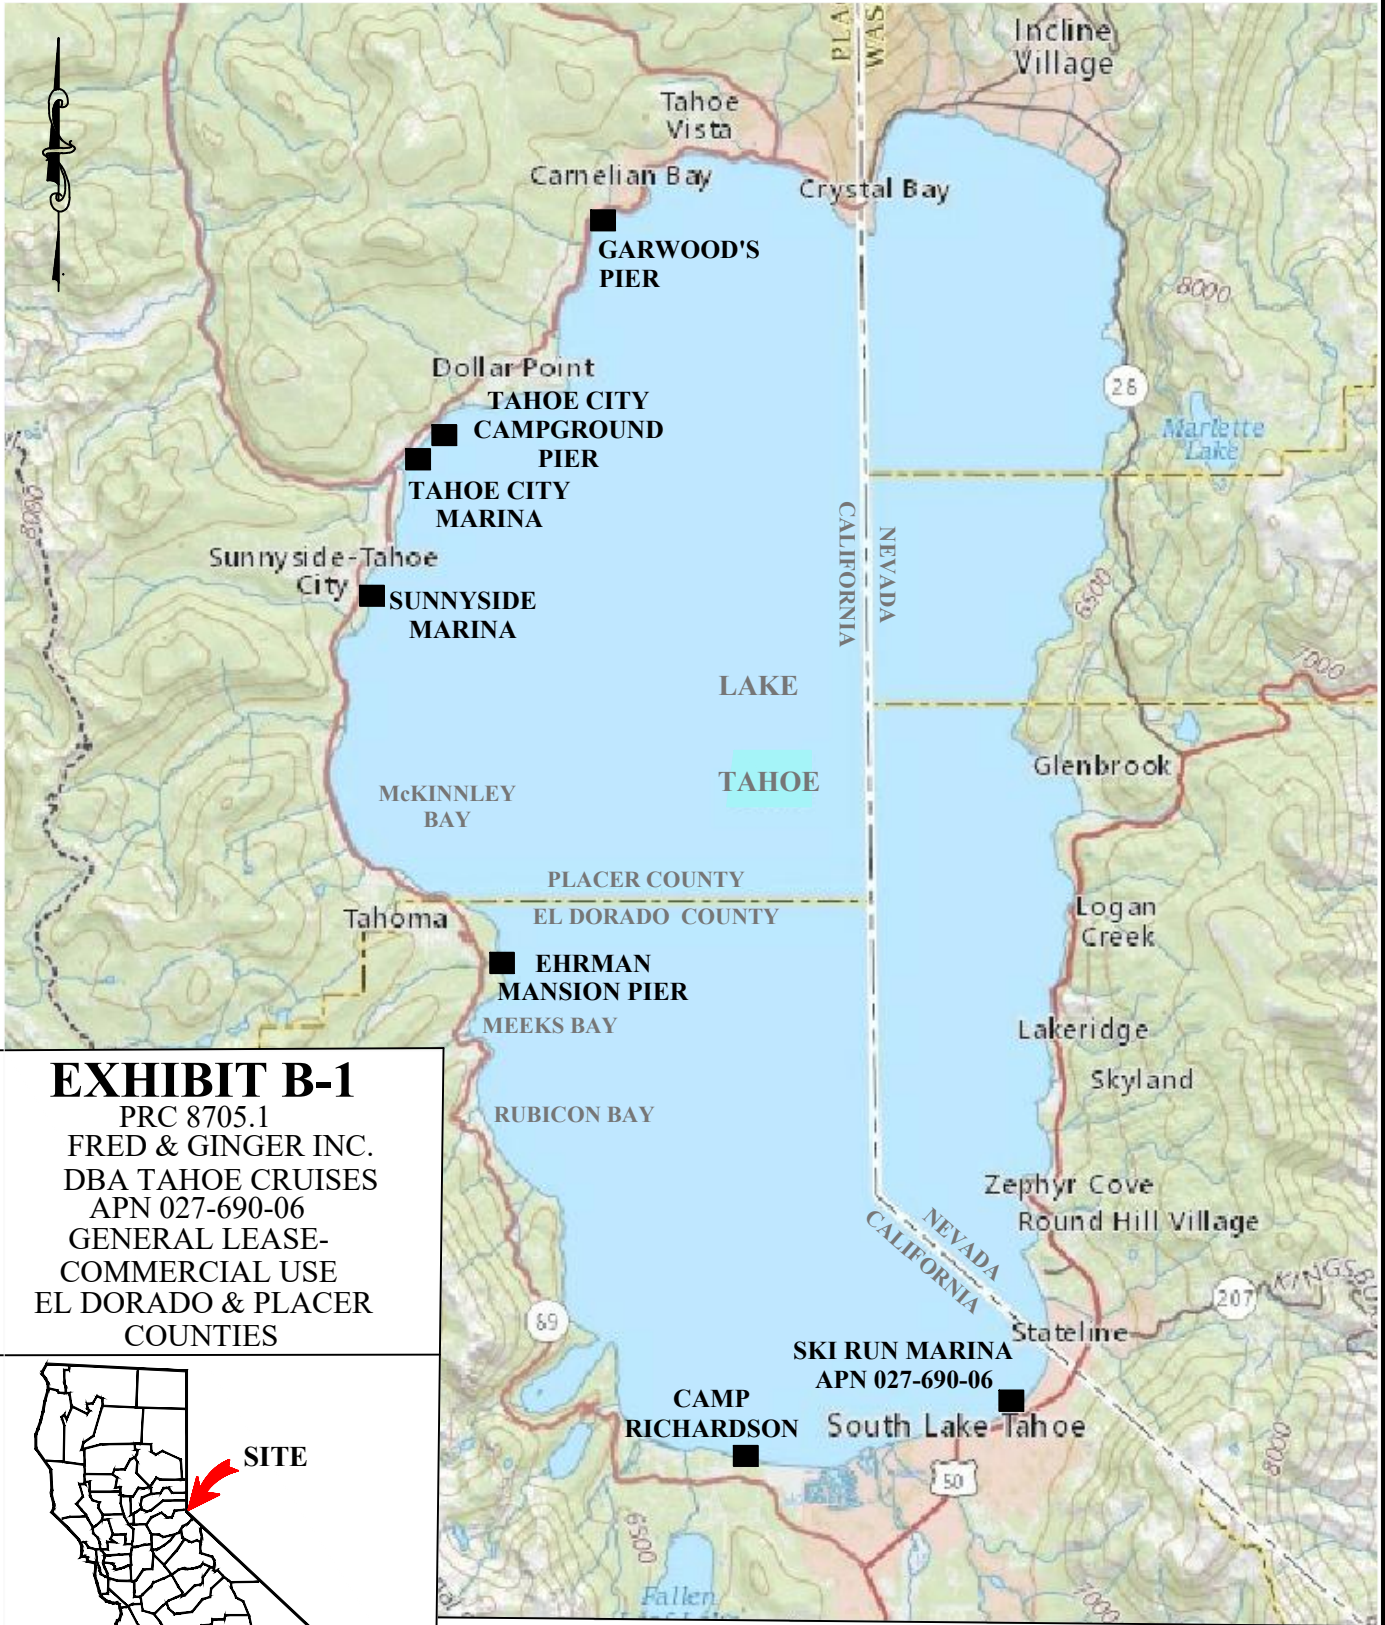 PLA
WAS
Incline
Village
Tahoe
Vista
Carnelian Bay
Crystal Bay
GARWOOD'S
PIER
8000
Dollar Point
28
TAHOE CITY
CAMPGROUND
PIER
Marlette
Lake
TAHOE CITY
MARINA
8000
CALIFORNIA
NEVADA
Sunnyside-Tahoe
City
SUNNYSIDE
MARINA
6500
7000
LAKE
TAHOE
Glenbrook
McKINNLEY
BAY
PLACER COUNTY
EL DORADO COUNTY
Tahoma
Logan
Creek
EHRMAN
MANSION PIER
MEEKS BAY
Lakeridge
Skyland
RUBICON BAY
Zephyr Cove
Round Hill Village
NEVADA
CALIFORNIA
KINGSBU
207
89
Stateline
SKI RUN MARINA
APN 027-690-06
CAMP
RICHARDSON
South Lake Tahoe
50
8000
6500
7000
Fallen
EXHIBIT B-1
PRC 8705.1
FRED & GINGER INC.
DBA TAHOE CRUISES
APN 027-690-06
GENERAL LEASE-
COMMERCIAL USE
EL DORADO & PLACER
COUNTIES
SITE